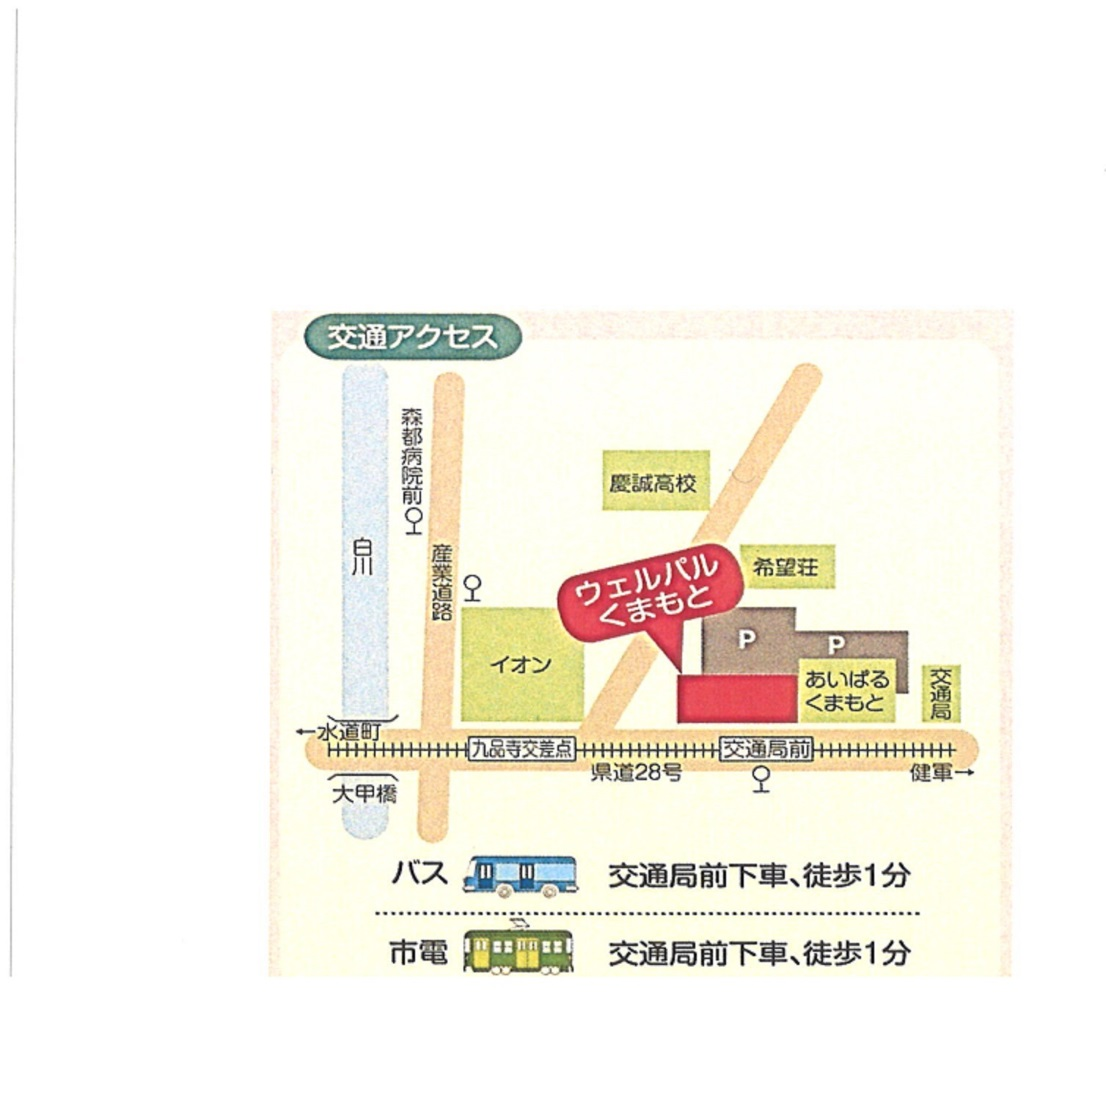 交通アクセス
森都病院前
白川
産業道路
慶誠高校
希望荘
ウェルパル
くまもと
イオン
P
P
あいぱる
くまもと
交通局
←水道町
九品寺交差点
交通局前
県道28号
健軍→
大甲橋
バス 交通局前下車、徒歩1分
市電 交通局前下車、徒歩1分